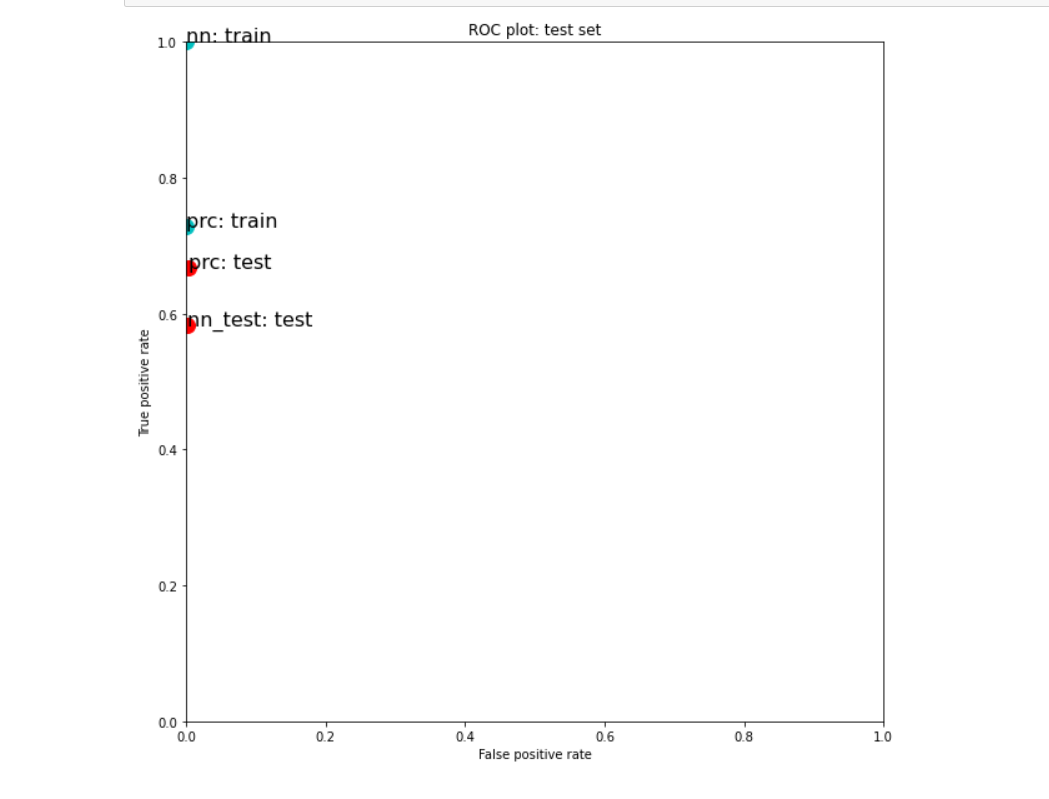 ROC plot: test set
nn: train
1.0
0.8
prc: train
prc: test
0.6
nn_test: test
True positive rate
0.4
0.2
0.0
0.0 0.2 0.4 0.6 0.8 1.0
False positive rate